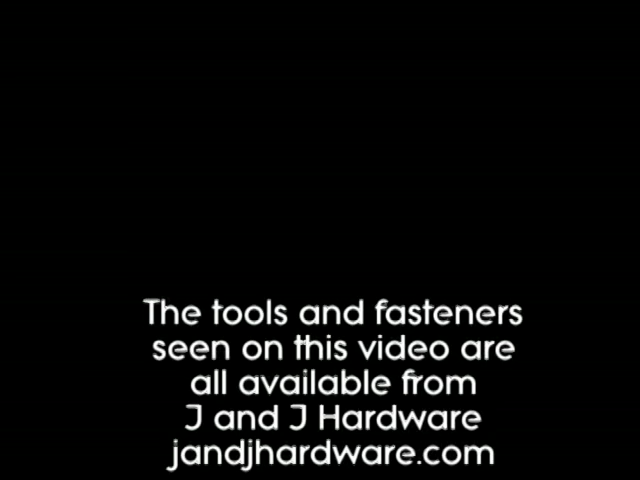 The tools and fasteners
seen on this video are
all available from
J and J Hardware
jandjhardware.com